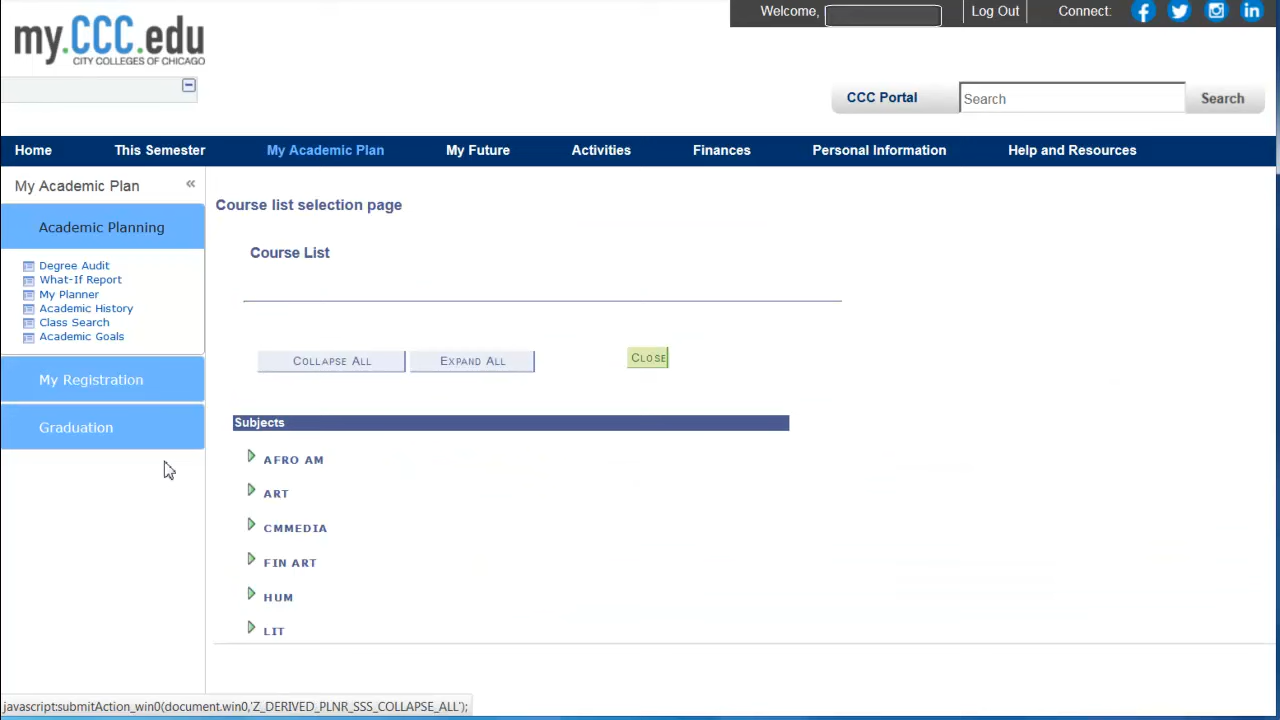 Welcome,
Log Out
Connect:
my.CCC.edu
CITY COLLEGES OF CHICAGO
CCC Portal
Search
Search
Home
This Semester
My Academic Plan
My Future
Activities
Finances
Personal Information
Help and Resources
My Academic Plan
«
Academic Planning
Degree Audit
What-If Report
My Planner
Academic History
Class Search
Academic Goals
My Registration
Graduation
Course list selection page
Course List
COLLAPSE ALL
EXPAND ALL
CLOSE
Subjects
AFRO AM
ART
CMMEDIA
FIN ART
HUM
LIT
javascript:submitAction_win0(document.win0,'Z_DERIVED_PLNR_SSS_COLLAPSE_ALL');